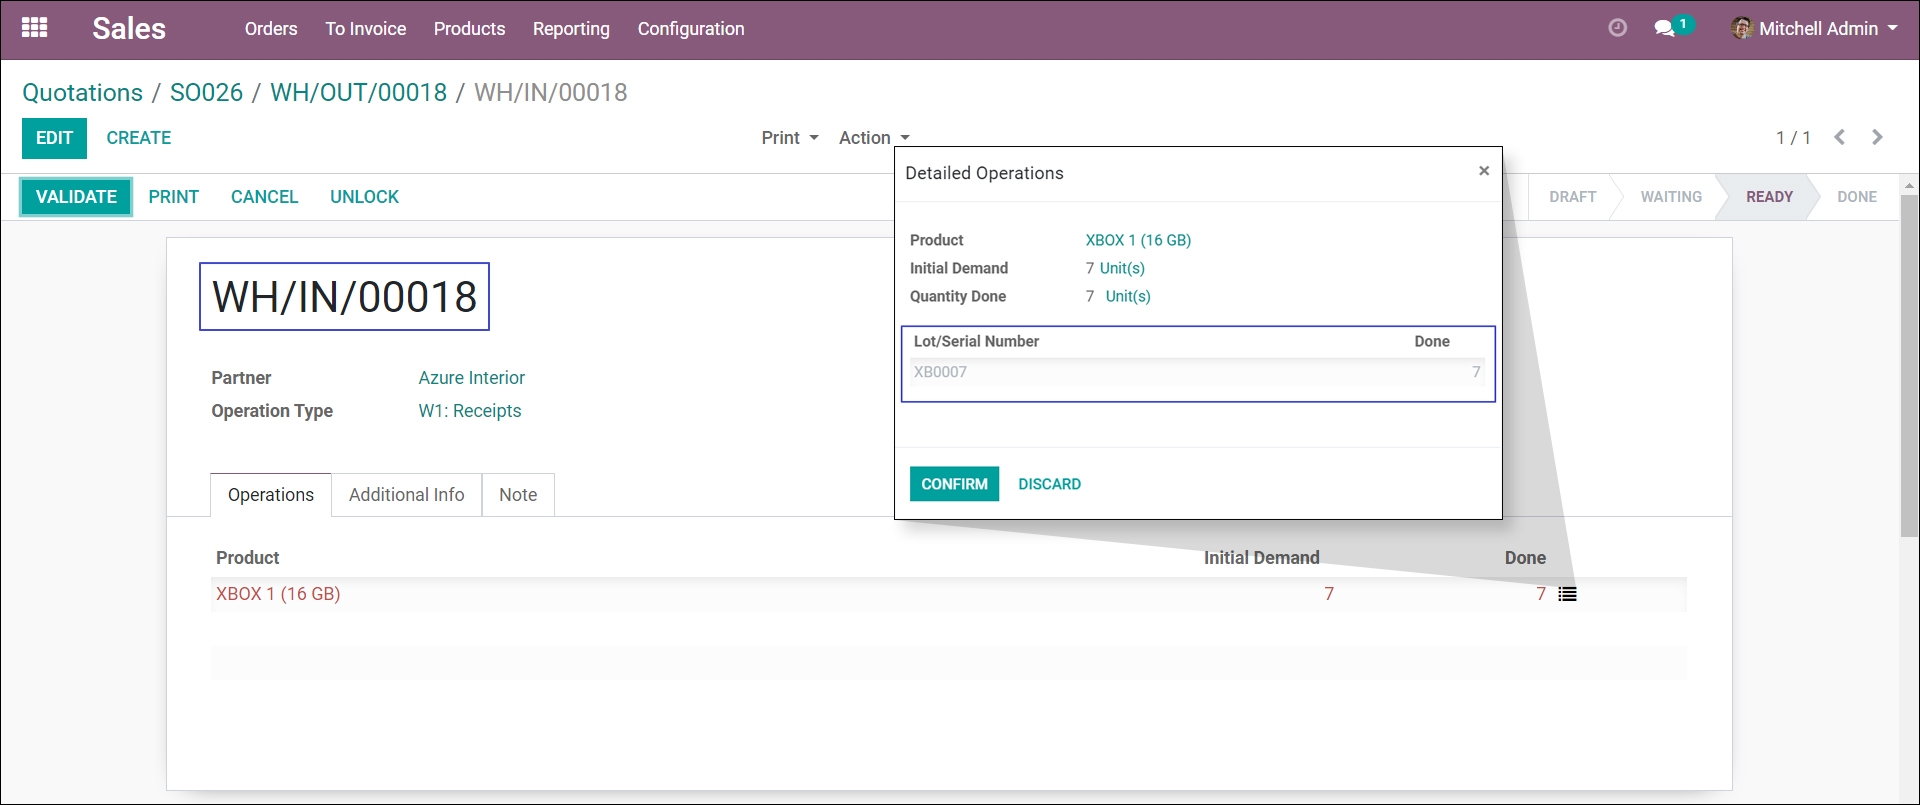 Sales Orders To Invoice Products Reporting Configuration 1 Mitchell Admin
Quotations / SO026 / WH/OUT/00018 / WH/IN/00018
EDIT CREATE Print Action 1 / 1
VALIDATE PRINT CANCEL UNLOCK DRAFT WAITING READY DONE
WH/IN/00018
Partner Azure Interior
Operation Type W1: Receipts
Operations Additional Info Note
Product Initial Demand Done
XBOX 1 (16 GB) 7 7
Detailed Operations ×
Product XBOX 1 (16 GB)
Initial Demand 7 Unit(s)
Quantity Done 7 Unit(s)
Lot/Serial Number Done
XB0007 7
CONFIRM DISCARD